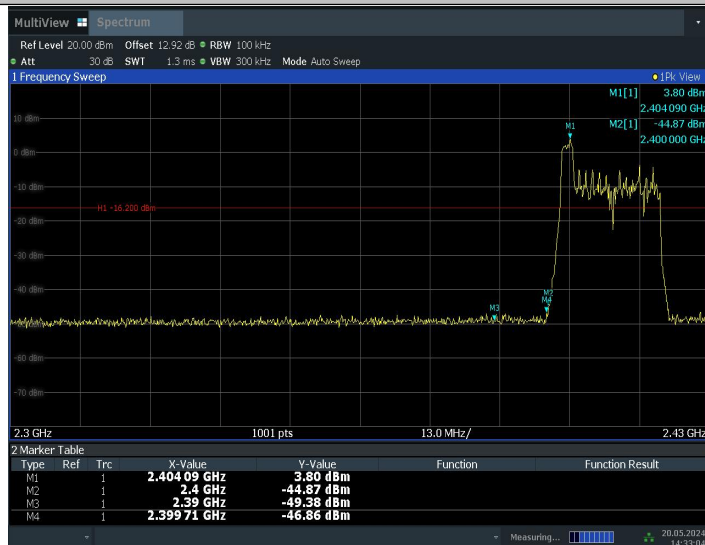 MultiView Spectrum
Ref Level 20.00 dBm Offset 12.92 dB RBW 100 kHz
Att 30 dB SWT 1.3 ms VBW 300 kHz Mode Auto Sweep
1 Frequency Sweep 1Pk View
M1[1] 3.80 dBm
2.404090 GHz
M2[1] -44.87 dBm
2.400000 GHz
M1
10 dBm
0 dBm
-10 dBm
H1 -16.200 dBm
-20 dBm
-30 dBm
-40 dBm
M2
M3 M4
-60 dBm
-70 dBm
2.3 GHz 1001 pts 13.0 MHz/ 2.43 GHz
2 Marker Table
Type Ref Trc X-Value Y-Value Function Function Result
M1 1 2.404 09 GHz 3.80 dBm
M2 1 2.4 GHz -44.87 dBm
M3 1 2.39 GHz -49.38 dBm
M4 1 2.399 71 GHz -46.86 dBm
Measuring... 20.05.2024
14:33:04